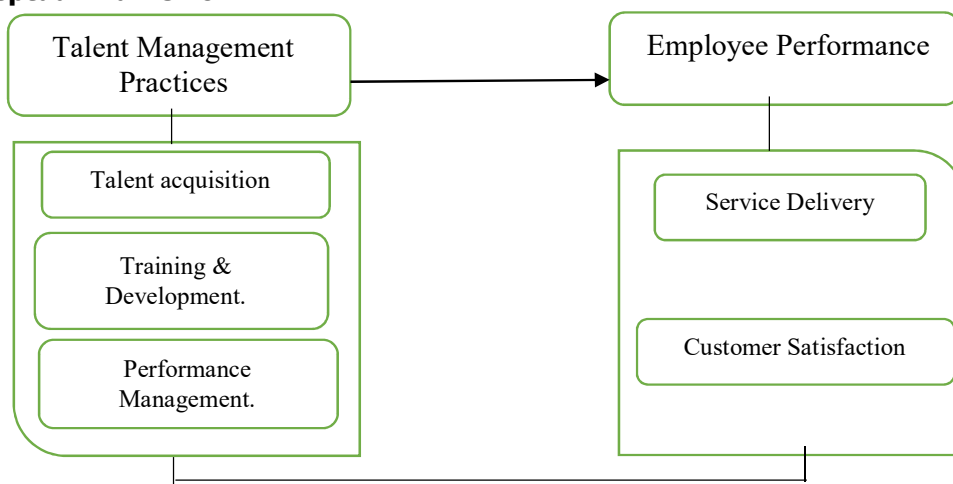 Talent Management
Practices
Employee Performance
Talent acquisition
Training &
Development.
Performance
Management.
Service Delivery
Customer Satisfaction